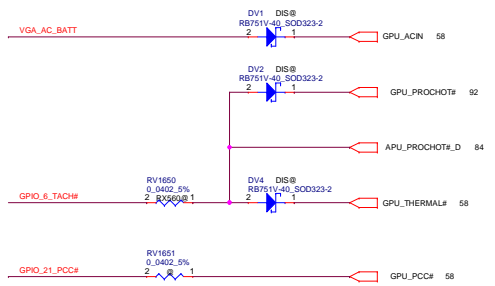 DV1 DIS@
RB751V-40_SOD323-2
VGA_AC_BATT
2 1
GPU_ACIN 58
DV2 DIS@
RB751V-40_SOD323-2
2 1
GPU_PROCHOT# 92
APU_PROCHOT#_D 84
RV1650
0_0402_5%
DV4 DIS@
RB751V-40_SOD323-2
GPIO_6_TACH#
2 RX560@ 1
2 1
GPU_THERMAL# 58
RV1651
0_0402_5%
GPIO_21_PCC#
2 @ 1
GPU_PCC# 58